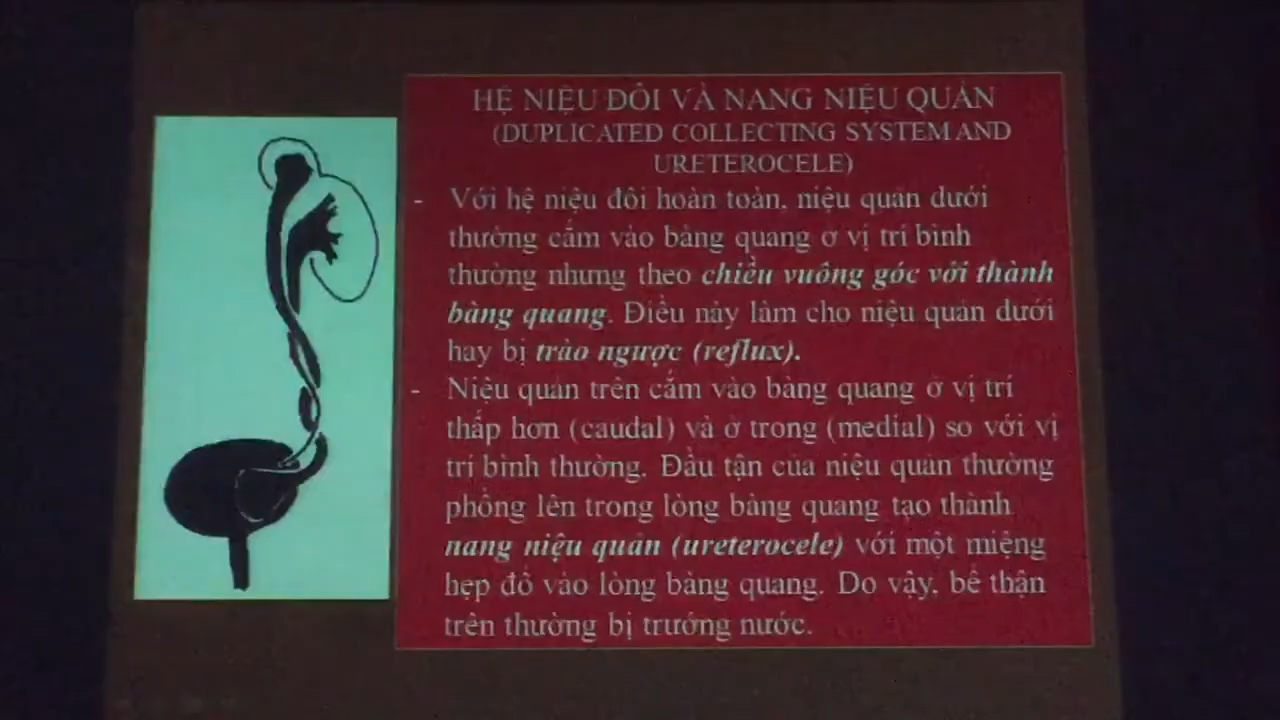 HỆ NIỆU ĐÔI VÀ NANG NIỆU QUẢN
(DUPLICATED COLLECTING SYSTEM AND
URETEROCELE)
- Với hệ niệu đôi hoàn toàn, niệu quản dưới
thường cắm vào bàng quang ở vị trí bình
thường nhưng theo chiều vuông góc với thành
bàng quang. Điều này làm cho niệu quản dưới
hay bị trào ngược (reflux).
- Niệu quản trên cắm vào bàng quang ở vị trí
thấp hơn (caudal) và ở trong (medial) so với vị
trí bình thường. Đầu tận của niệu quản thường
phồng lên trong lòng bàng quang tạo thành
nang niệu quản (ureterocele) với một miệng
hẹp đổ vào lòng bàng quang. Do vậy, bể thận
trên thường bị trướng nước.